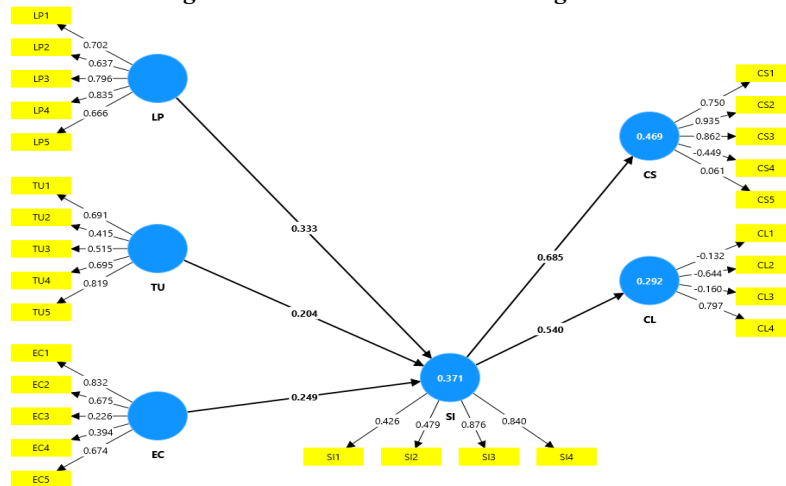 LP1
LP2
LP3
LP4
LP5
0.702
0.637
0.796
0.835
0.666
LP
TU1
TU2
TU3
TU4
TU5
0.691
0.415
0.515
0.695
0.819
TU
EC1
EC2
EC3
EC4
EC5
0.832
0.675
0.226
0.394
0.674
EC
0.333
0.204
0.249
0.371
SI
0.426
0.479
0.876
0.840
SI1
SI2
SI3
SI4
0.685
0.540
0.469
CS
0.750
0.935
0.862
-0.449
0.061
CS1
CS2
CS3
CS4
CS5
0.292
CL
-0.132
-0.644
-0.160
0.797
CL1
CL2
CL3
CL4